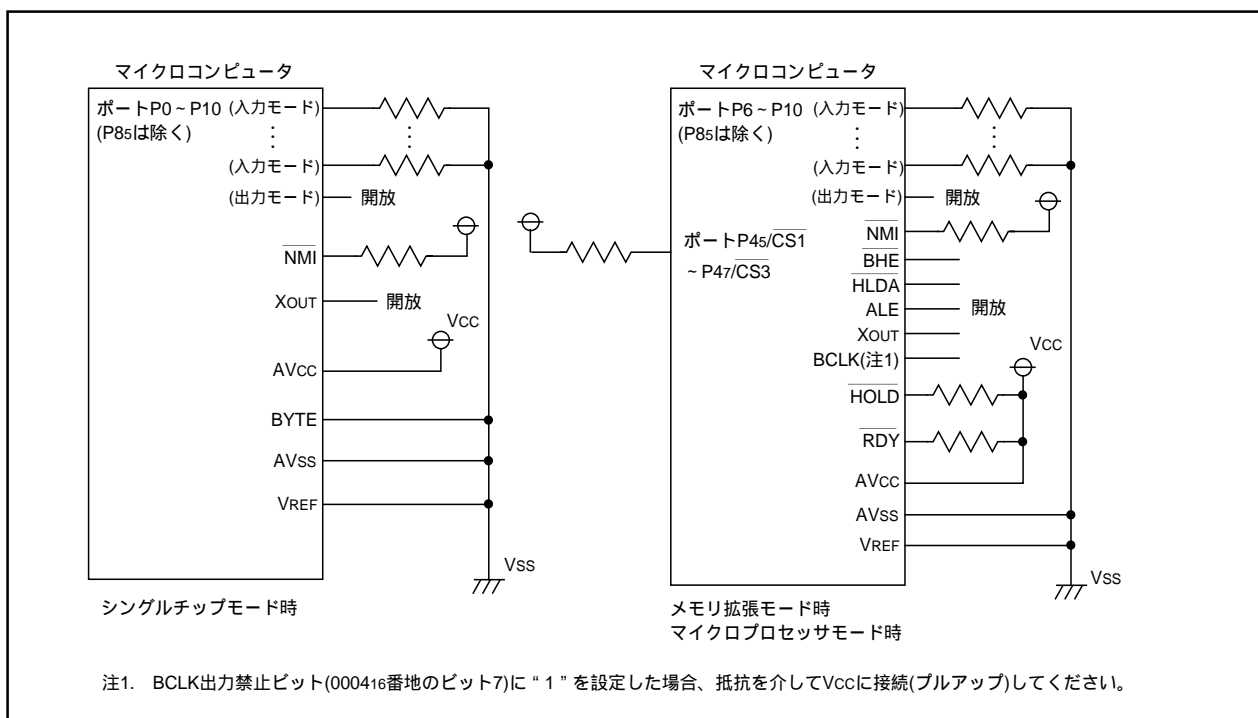 マイクロコンピュータ
ポートP0～P10 (入力モード)
(P85は除く)
(入力モード)
(出力モード) 開放
NMI
XOUT 開放
VCC
AVCC
BYTE
AVSS
VREF
VSS
シングルチップモード時
マイクロコンピュータ
ポートP6～P10 (入力モード)
(P85は除く)
(入力モード)
(出力モード) 開放
ポートP45/CS1
～P47/CS3
NMI
BHE
HLDA
ALE 開放
XOUT
BCLK(注1)
VCC
HOLD
RDY
AVCC
AVSS
VREF
VSS
メモリ拡張モード時
マイクロプロセッサモード時
注1. BCLK出力禁止ビット(000416番地のビット7)に“1”を設定した場合、抵抗を介してVCCに接続(プルアップ)してください。